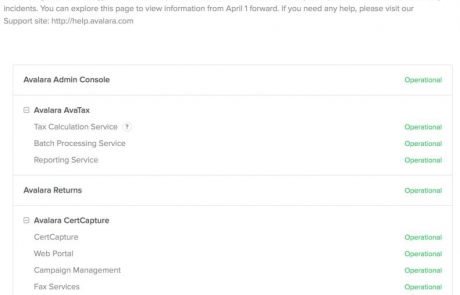 incidents. You can explore this page to view information from April 1 forward. If you need any help, please visit our
Support site: http://help.avalara.com
Avalara Admin Console Operational
Avalara AvaTax
Tax Calculation Service ? Operational
Batch Processing Service Operational
Reporting Service Operational
Avalara Returns Operational
Avalara CertCapture
CertCapture Operational
Web Portal Operational
Campaign Management Operational
Fax Services Operational